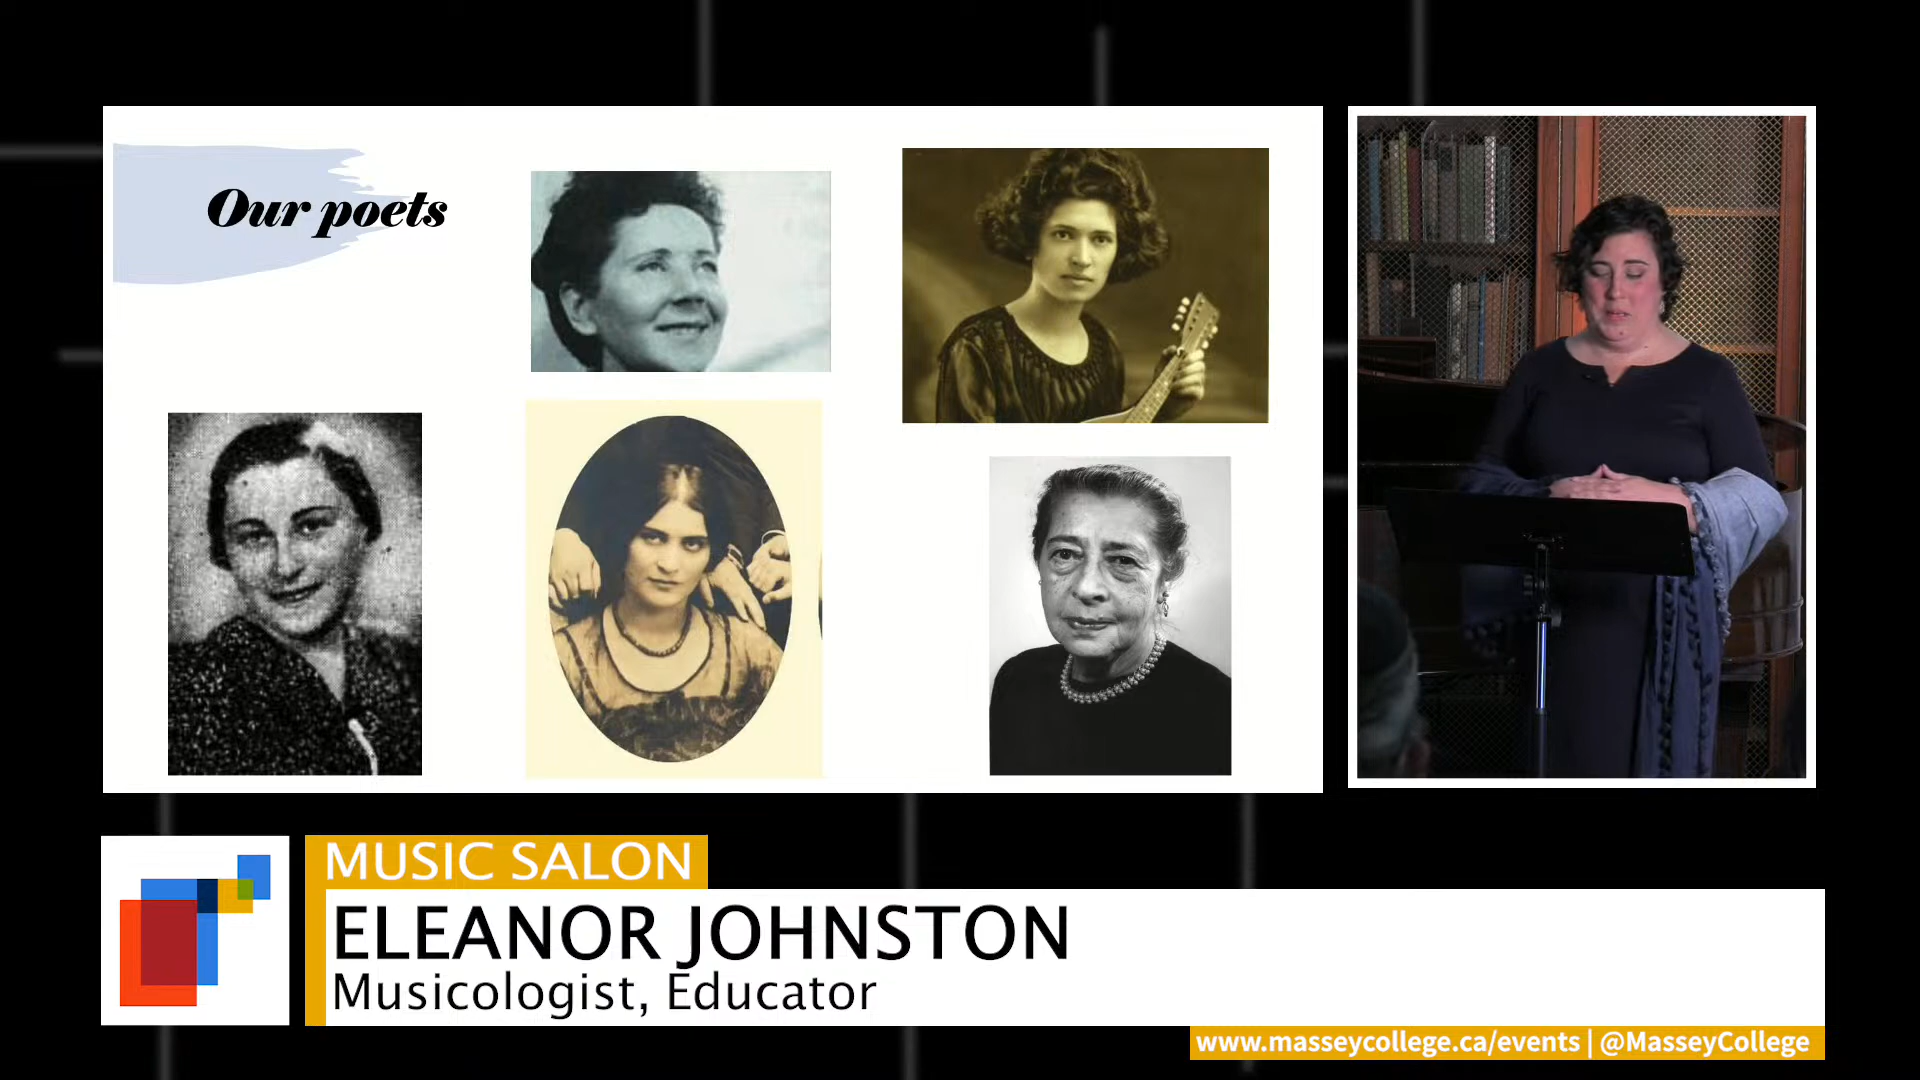 Our poets
MUSIC SALON
ELEANOR JOHNSTON
Musicologist, Educator
www.masseycollege.ca/events | @MasseyCollege